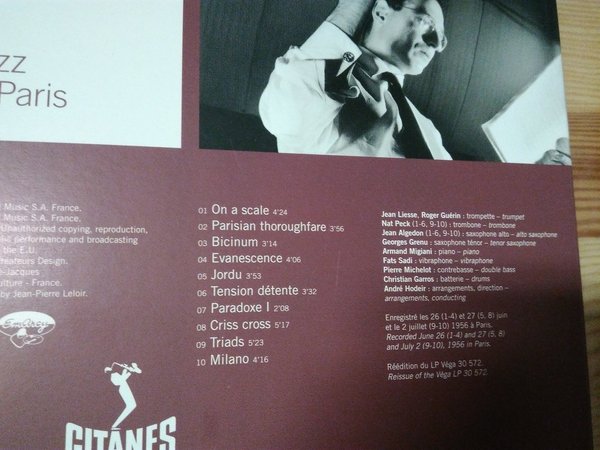 zz
Paris
Music S.A. France.
Music S.A. France.
Unauthorized copying, reproduction,
performance and broadcasting
the E.U.
Createurs Design.
-Jacques
ulture - France.
by Jean-Pierre Leloir.
EmArcy
01 On a scale 4'24
02 Parisian thoroughfare 3'56
03 Bicinum 3'14
04 Evanescence 4'06
05 Jordu 3'53
06 Tension détente 3'32
07 Paradoxe I 2'08
08 Criss cross 5'17
09 Triads 5'23
10 Milano 4'16
GITANES
Jean Liesse, Roger Guérin : trompette – trumpet
Nat Peck (1-6, 9-10) : trombone – trombone
Jean Algedon (1-6, 9-10) : saxophone alto – alto saxophone
Georges Grenu : saxophone ténor – tenor saxophone
Armand Migiani : piano – piano
Fats Sadi : vibraphone – vibraphone
Pierre Michelot : contrebasse – double bass
Christian Garros : batterie – drums
André Hodeir : arrangements, direction –
arrangements, conducting
Enregistré les 26 (1-4) et 27 (5, 8) juin
et le 2 juillet (9-10) 1956 à Paris.
Recorded June 26 (1-4) and 27 (5, 8)
and July 2 (9-10), 1956 in Paris.
Réédition du LP Véga 30 572.
Reissue of the Véga LP 30 572.